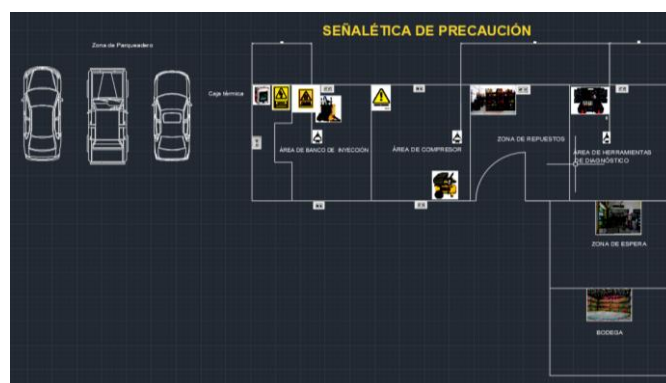 SEÑALÉTICA DE PRECAUCIÓN
Zona de Parqueadero
Caja térmica
ÁREA DE BANCO DE INYECCIÓN
ÁREA DE COMPRESOR
ZONA DE REPUESTOS
ÁREA DE HERRAMIENTAS
DE DIAGNÓSTICO
ZONA DE ESPERA
BODEGA